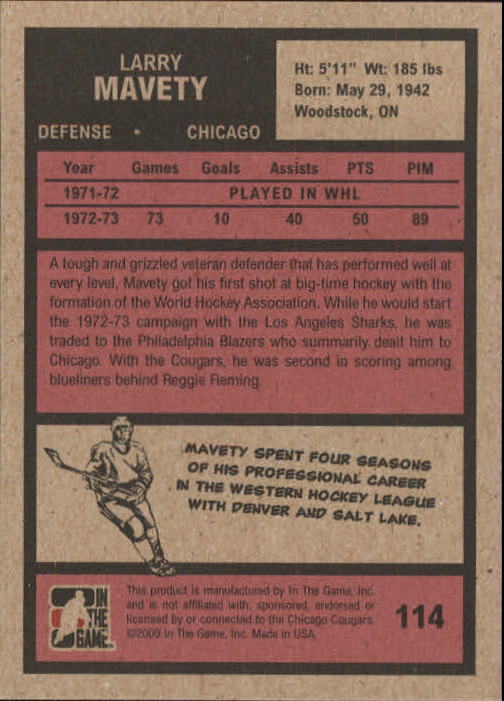 LARRY
MAVETY
DEFENSE • CHICAGO
Ht: 5'11" Wt: 185 lbs
Born: May 29, 1942
Woodstock, ON
Year Games Goals Assists PTS PIM
1971-72 PLAYED IN WHL
1972-73 73 10 40 50 89
A tough and grizzled veteran defender that has performed well at
every level, Mavety got his first shot at big-time hockey with the
formation of the World Hockey Association. While he would start
the 1972-73 campaign with the Los Angeles Sharks, he was
traded to the Philadelphia Blazers who summarily dealt him to
Chicago. With the Cougars, he was second in scoring among
blueliners behind Reggie Fleming
MAVETY SPENT FOUR SEASONS
OF HIS PROFESSIONAL CAREER
IN THE WESTERN HOCKEY LEAGUE
WITH DENVER AND SALT LAKE.
IN
THE
GAME.
This product is manufactured by In The Game, Inc.
and is not affiliated with, sponsored, endorsed or
licensed by or connected to the Chicago Cougars
©2009 In The Game, Inc. Made in USA
114